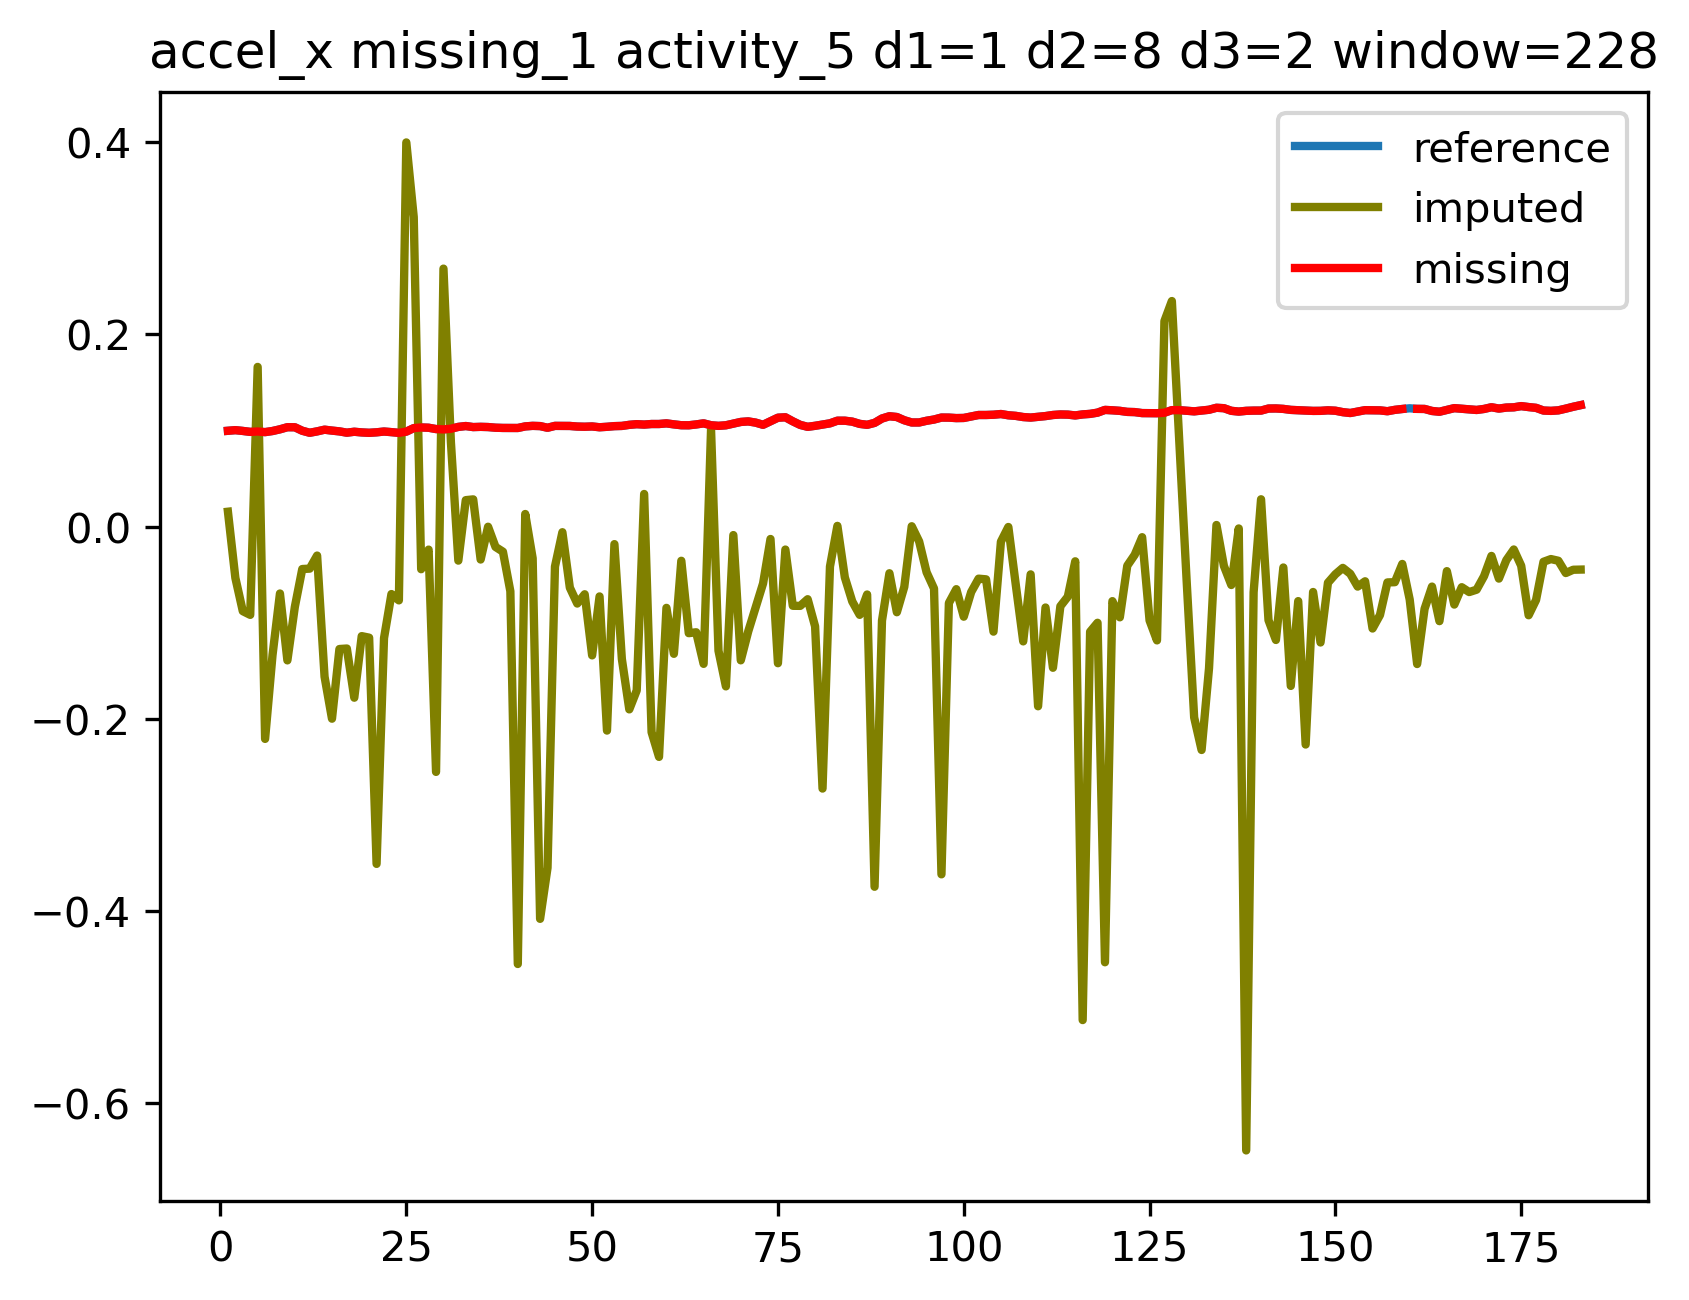 accel_x missing_1 activity_5 d1=1 d2=8 d3=2 window=228
reference
imputed
missing
0.4
0.2
0.0
−0.2
−0.4
−0.6
0 25 50 75 100 125 150 175